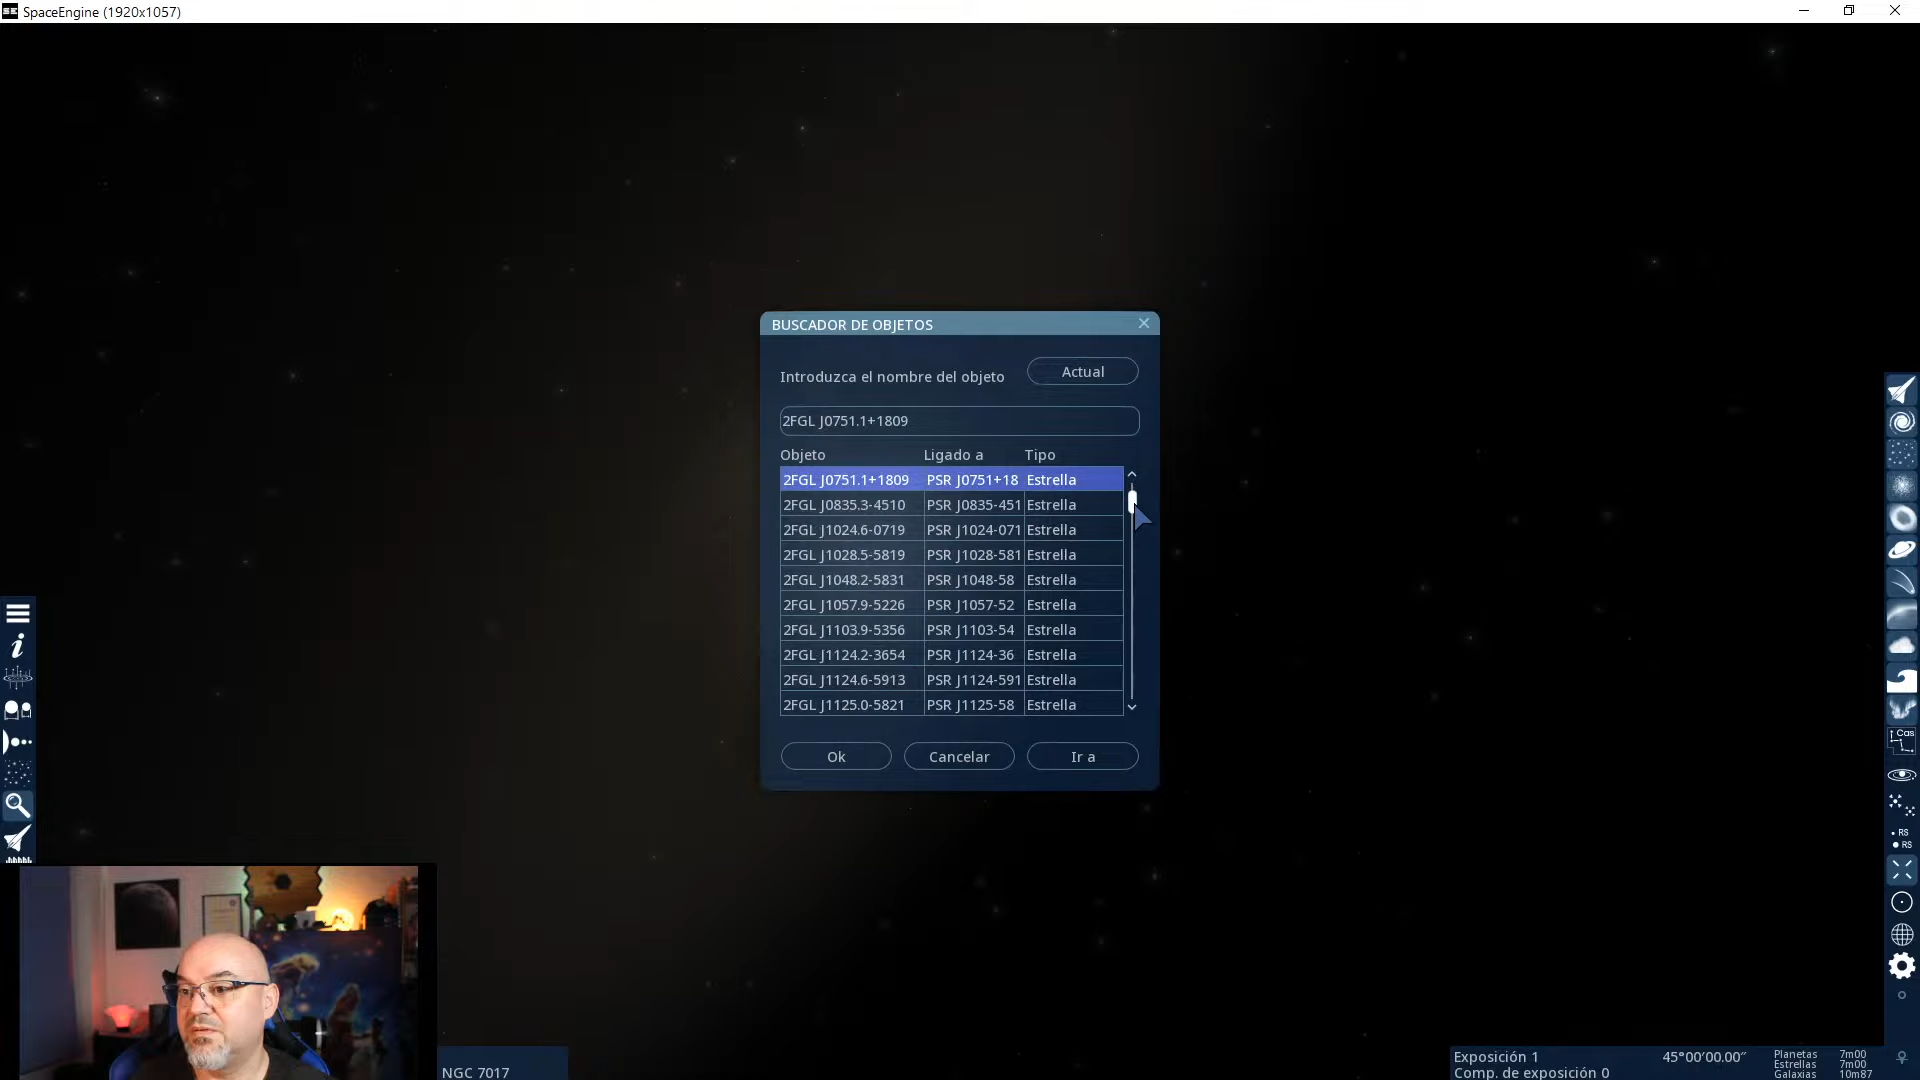 SpaceEngine (1920x1057)
BUSCADOR DE OBJETOS
Introduzca el nombre del objeto
Actual
2FGL J0751.1+1809
Objeto Ligado a Tipo
2FGL J0751.1+1809 PSR J0751+18 Estrella
2FGL J0835.3-4510 PSR J0835-451 Estrella
2FGL J1024.6-0719 PSR J1024-071 Estrella
2FGL J1028.5-5819 PSR J1028-581 Estrella
2FGL J1048.2-5831 PSR J1048-58 Estrella
2FGL J1057.9-5226 PSR J1057-52 Estrella
2FGL J1103.9-5356 PSR J1103-54 Estrella
2FGL J1124.2-3654 PSR J1124-36 Estrella
2FGL J1124.6-5913 PSR J1124-591 Estrella
2FGL J1125.0-5821 PSR J1125-58 Estrella
Ok Cancelar Ir a
Cas
RS
RS
NGC 7017
Exposición 1 45°00'00.00"
Comp. de exposición 0
Planetas 7m00
Estrellas 7m00
Galaxias 10m87